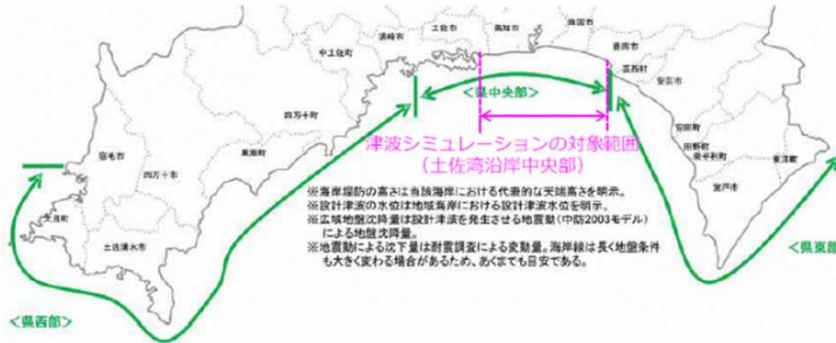 南国市
土佐市
高知市
須崎市
香南市
中土佐町
芸西村
安芸市
<県中央部>
四万十町
安田町
津波シミュレーションの対象範囲
(土佐湾沿岸中央部)
田野町
奈半利町
東洋町
宿毛市
黒潮町
四万十市
室戸市
※海岸堤防の高さは当該海岸における代表的な天端高さを明示。
※設計津波の水位は地域海岸における設計津波水位を明示。
※広域地盤沈降量は設計津波を発生させる地震動(中防2003モデル)
による地盤沈降量。
※地震動による沈下量は耐震調査による変動量。海岸線は長く地盤条件
も大きく変わる場合があるため、あくまでも目安である。
大月町
土佐清水市
<県東部>
<県西部>